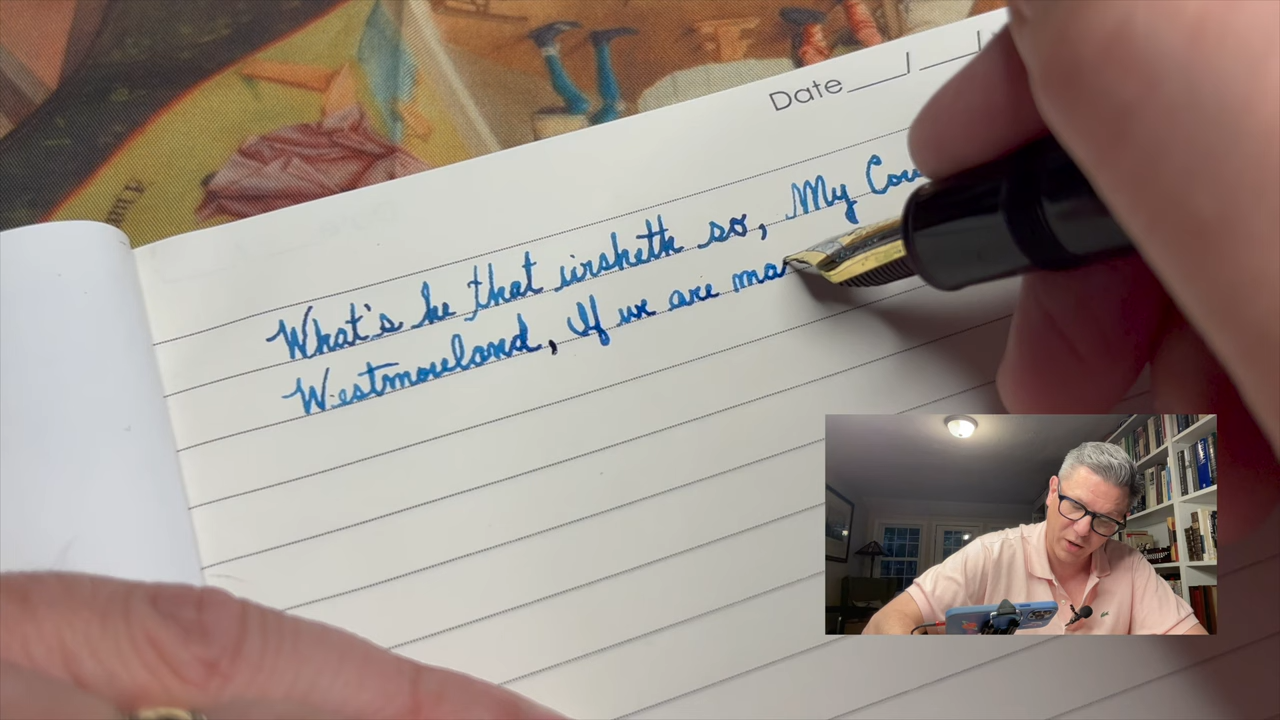 Date
What's he that wisheth so, My Cou
Westmoreland, If we are ma